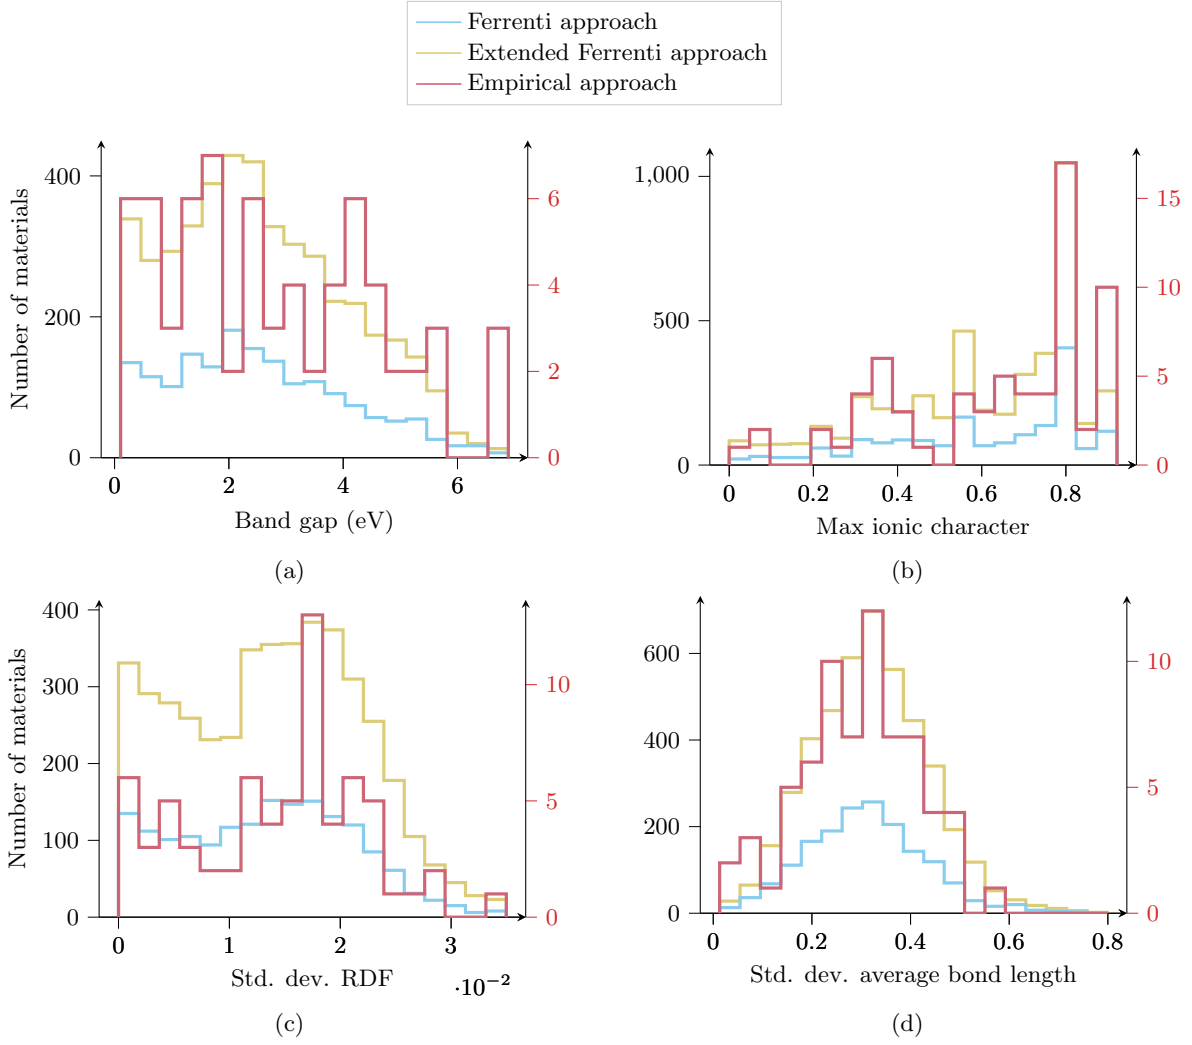 Ferrenti approach
Extended Ferrenti approach
Empirical approach
400
200
0
Number of materials
0 2 4 6
Band gap (eV)
6
4
2
0
(a)
1,000
500
0
0 0.2 0.4 0.6 0.8
Max ionic character
15
10
5
0
(b)
400
300
200
100
0
Number of materials
0 1 2 3
Std. dev. RDF
·10⁻²
10
5
0
(c)
600
400
200
0
0 0.2 0.4 0.6 0.8
Std. dev. average bond length
10
5
0
(d)